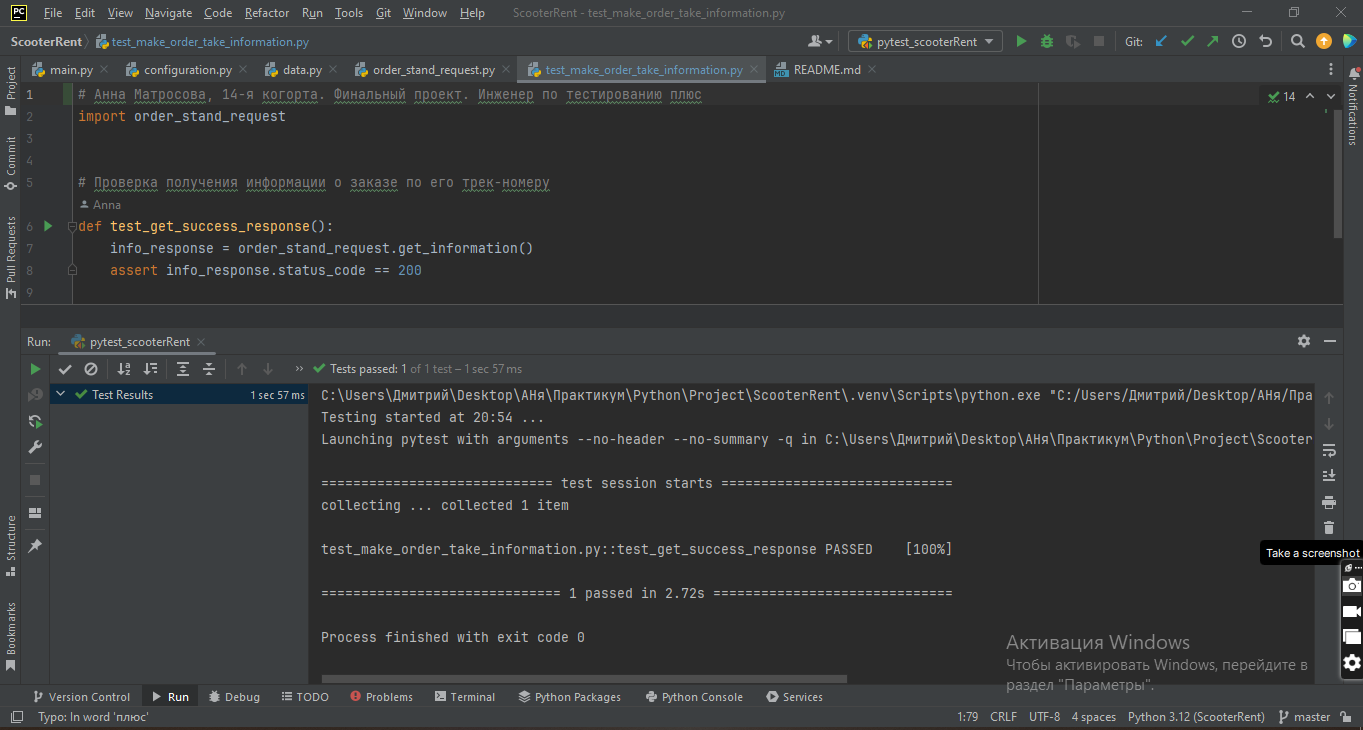 PC File Edit View Navigate Code Refactor Run Tools Git Window Help ScooterRent - test_make_order_take_information.py
ScooterRent test_make_order_take_information.py pytest_scooterRent Git:
main.py configuration.py data.py order_stand_request.py test_make_order_take_information.py README.md
Project
Commit
Pull Requests
Structure
Bookmarks
Notifications
1 # Анна Матросова, 14-я когорта. Финальный проект. Инженер по тестированию плюс 14
2 import order_stand_request
3
4
5 # Проверка получения информации о заказе по его трек-номеру
Anna
6 def test_get_success_response():
7 info_response = order_stand_request.get_information()
8 assert info_response.status_code == 200
9
Run: pytest_scooterRent
Tests passed: 1 of 1 test – 1 sec 57 ms
Test Results 1 sec 57 ms
C:\Users\Дмитрий\Desktop\АНя\Практикум\Python\Project\ScooterRent\.venv\Scripts\python.exe "C:/Users/Дмитрий/Desktop/АНя/Пра
Testing started at 20:54 ...
Launching pytest with arguments --no-header --no-summary -q in C:\Users\Дмитрий\Desktop\АНя\Практикум\Python\Project\Scooter
============================= test session starts =============================
collecting ... collected 1 item
test_make_order_take_information.py::test_get_success_response PASSED [100%]
============================== 1 passed in 2.72s ==============================
Process finished with exit code 0
Take a screenshot
Активация Windows
Чтобы активировать Windows, перейдите в
раздел "Параметры".
Version Control Run Debug TODO Problems Terminal Python Packages Python Console Services
Typo: In word 'плюс' 1:79 CRLF UTF-8 4 spaces Python 3.12 (ScooterRent) master